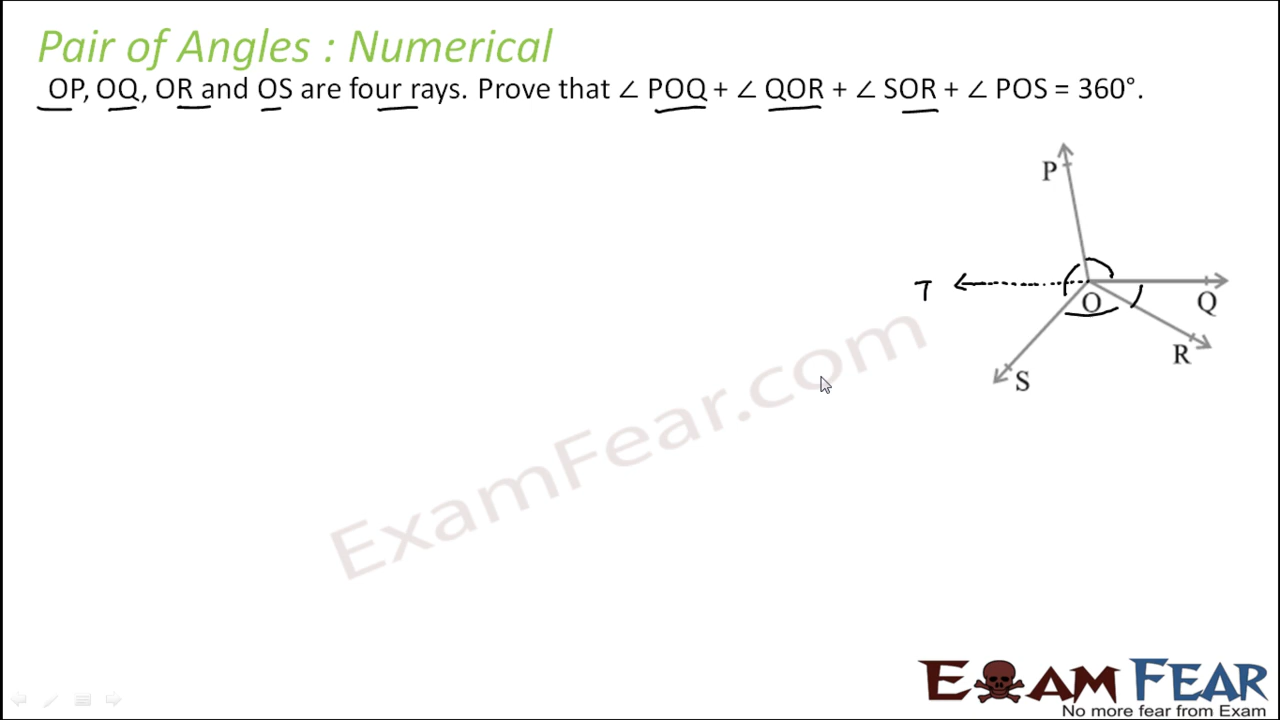 Pair of Angles : Numerical
OP, OQ, OR and OS are four rays. Prove that ∠ POQ + ∠ QOR + ∠ SOR + ∠ POS = 360°.
P
T
O
Q
R
S
ExamFear.com
EXAM FEAR
No more fear from Exam